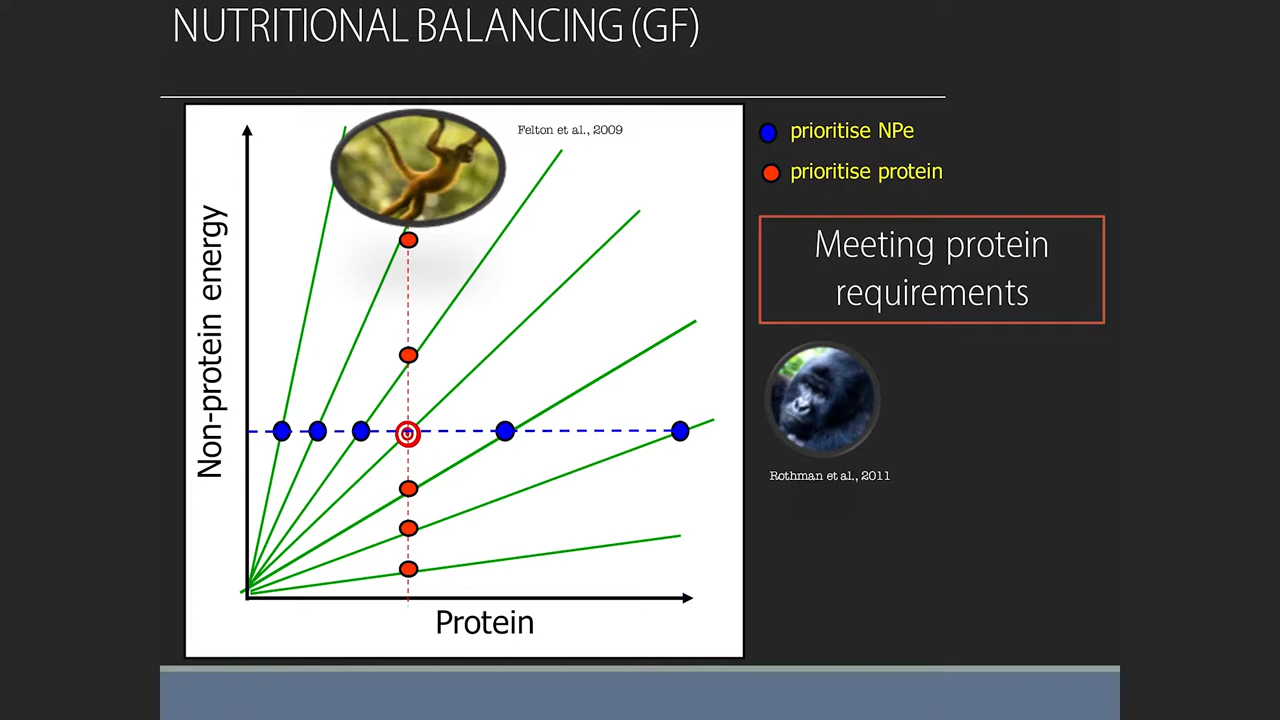 NUTRITIONAL BALANCING (GF)
Felton et al., 2009
prioritise NPe
prioritise protein
Meeting protein
requirements
Non-protein energy
Rothman et al., 2011
Protein